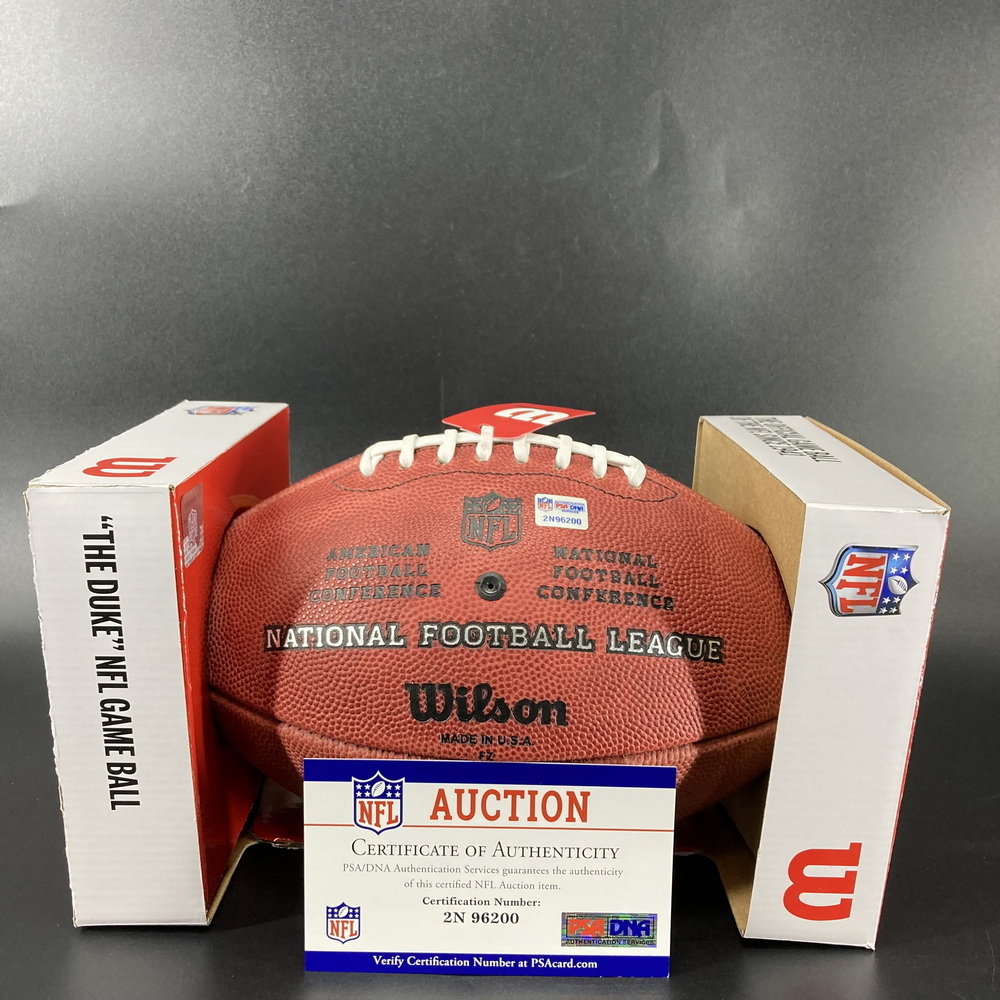 "THE DUKE" NFL GAME BALL
NFL
2N96200
AMERICAN
FOOTBALL
CONFERENCE
NATIONAL
FOOTBALL
CONFERENCE
NATIONAL FOOTBALL LEAGUE
Wilson
MADE IN U.S.A.
NFL
NFL AUCTION
CERTIFICATE OF AUTHENTICITY
PSA/DNA Authentication Services guarantees the authenticity
of this certified NFL Auction item.
Certification Number:
2N 96200
NFL
PSA DNA
AUTHENTICATION SERVICES
Verify Certification Number at PSAcard.com